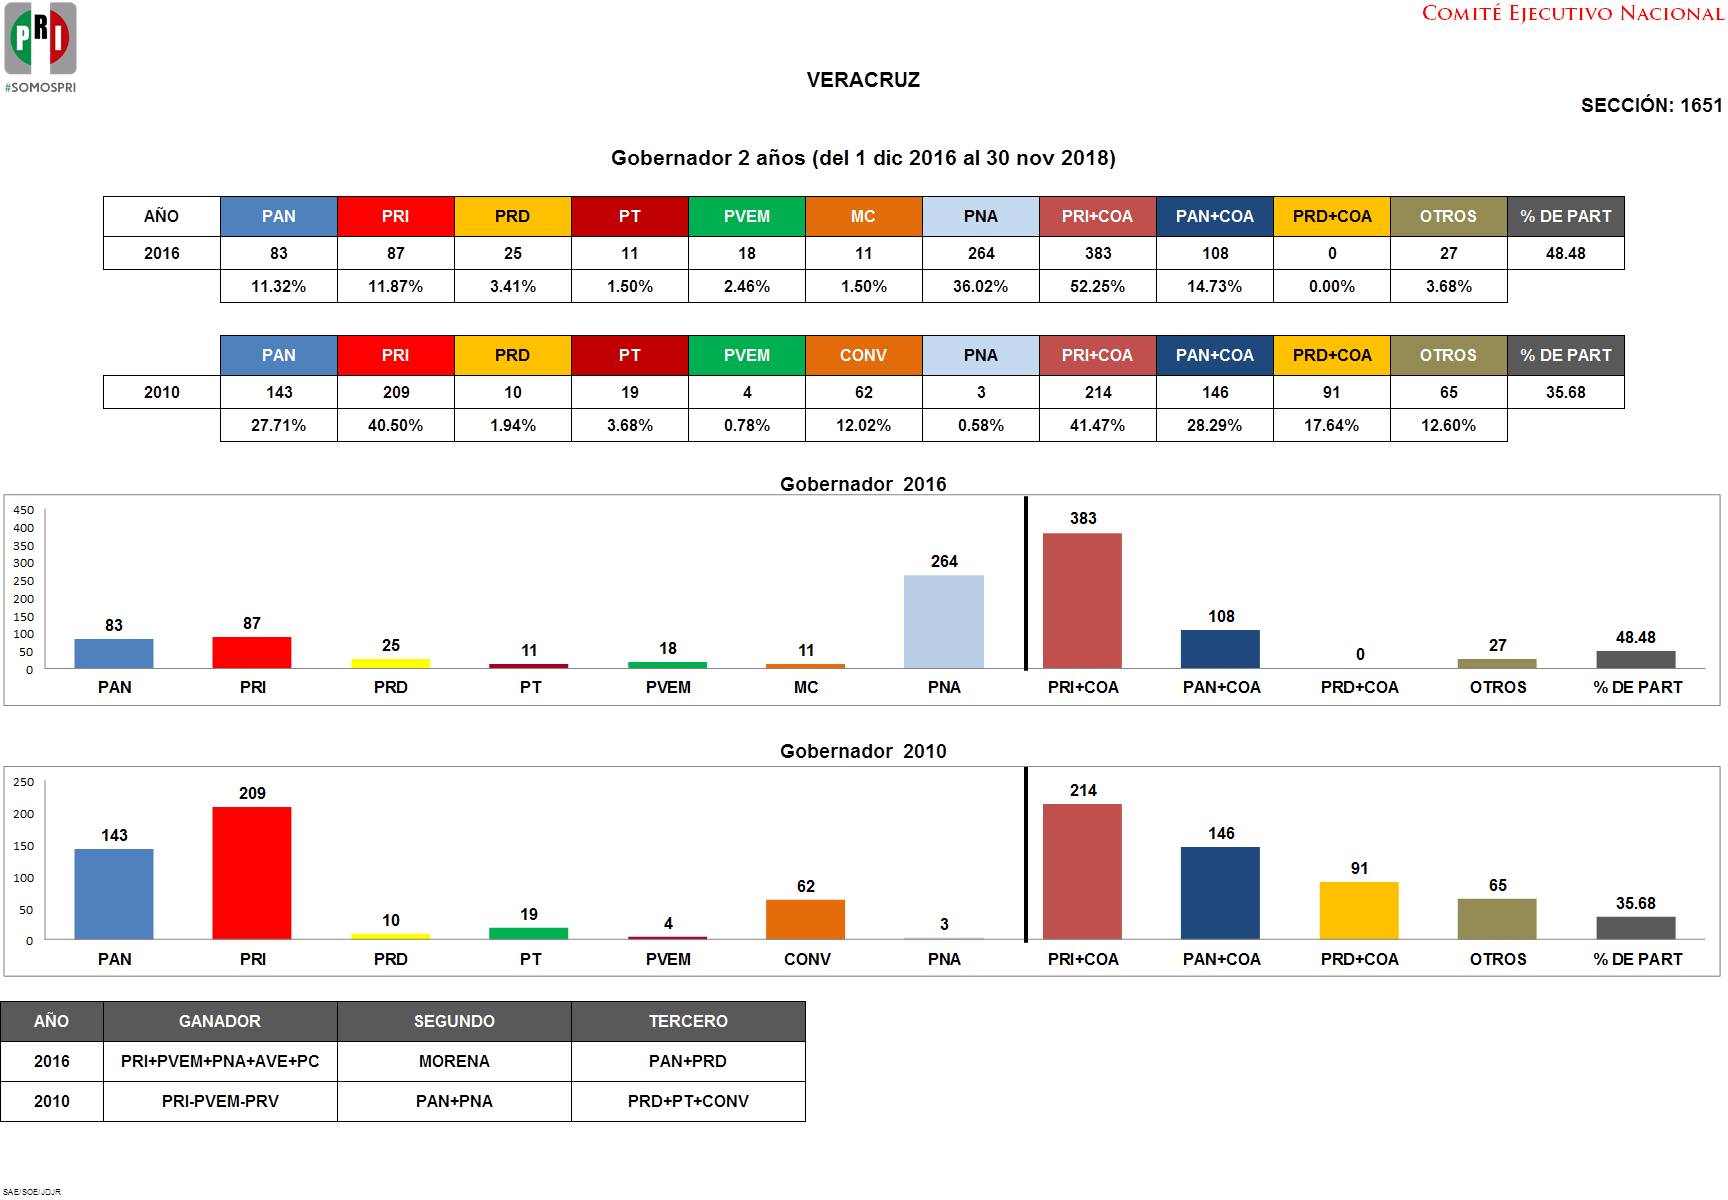 PRI
#SOMOSPRI
COMITÉ EJECUTIVO NACIONAL
VERACRUZ
SECCIÓN: 1651
Gobernador 2 años (del 1 dic 2016 al 30 nov 2018)
AÑO PAN PRI PRD PT PVEM MC PNA PRI+COA PAN+COA PRD+COA OTROS % DE PART
2016 83 87 25 11 18 11 264 383 108 0 27 48.48
11.32% 11.87% 3.41% 1.50% 2.46% 1.50% 36.02% 52.25% 14.73% 0.00% 3.68%
PAN PRI PRD PT PVEM CONV PNA PRI+COA PAN+COA PRD+COA OTROS % DE PART
2010 143 209 10 19 4 62 3 214 146 91 65 35.68
27.71% 40.50% 1.94% 3.68% 0.78% 12.02% 0.58% 41.47% 28.29% 17.64% 12.60%
Gobernador 2016
450
400
350
300
250
200
150
100
50
0
83 87 25 11 18 11 264 383 108 0 27 48.48
PAN PRI PRD PT PVEM MC PNA PRI+COA PAN+COA PRD+COA OTROS % DE PART
Gobernador 2010
250
200
150
100
50
0
143 209 10 19 4 62 3 214 146 91 65 35.68
PAN PRI PRD PT PVEM CONV PNA PRI+COA PAN+COA PRD+COA OTROS % DE PART
AÑO GANADOR SEGUNDO TERCERO
2016 PRI+PVEM+PNA+AVE+PC MORENA PAN+PRD
2010 PRI-PVEM-PRV PAN+PNA PRD+PT+CONV
SAE/SOE/JDJR